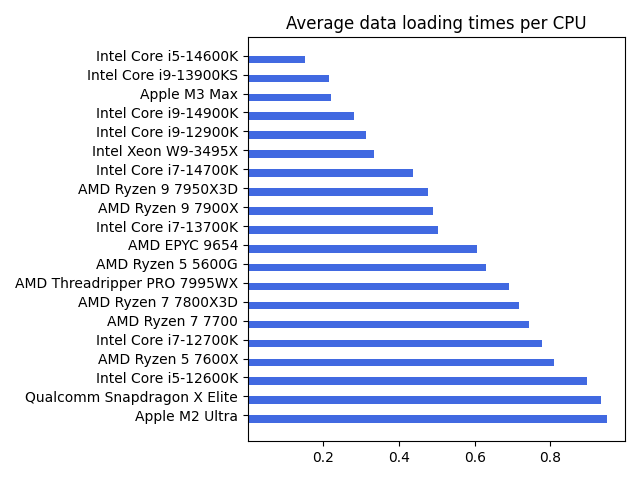 Average data loading times per CPU
Intel Core i5-14600K
Intel Core i9-13900KS
Apple M3 Max
Intel Core i9-14900K
Intel Core i9-12900K
Intel Xeon W9-3495X
Intel Core i7-14700K
AMD Ryzen 9 7950X3D
AMD Ryzen 9 7900X
Intel Core i7-13700K
AMD EPYC 9654
AMD Ryzen 5 5600G
AMD Threadripper PRO 7995WX
AMD Ryzen 7 7800X3D
AMD Ryzen 7 7700
Intel Core i7-12700K
AMD Ryzen 5 7600X
Intel Core i5-12600K
Qualcomm Snapdragon X Elite
Apple M2 Ultra
0.2 0.4 0.6 0.8